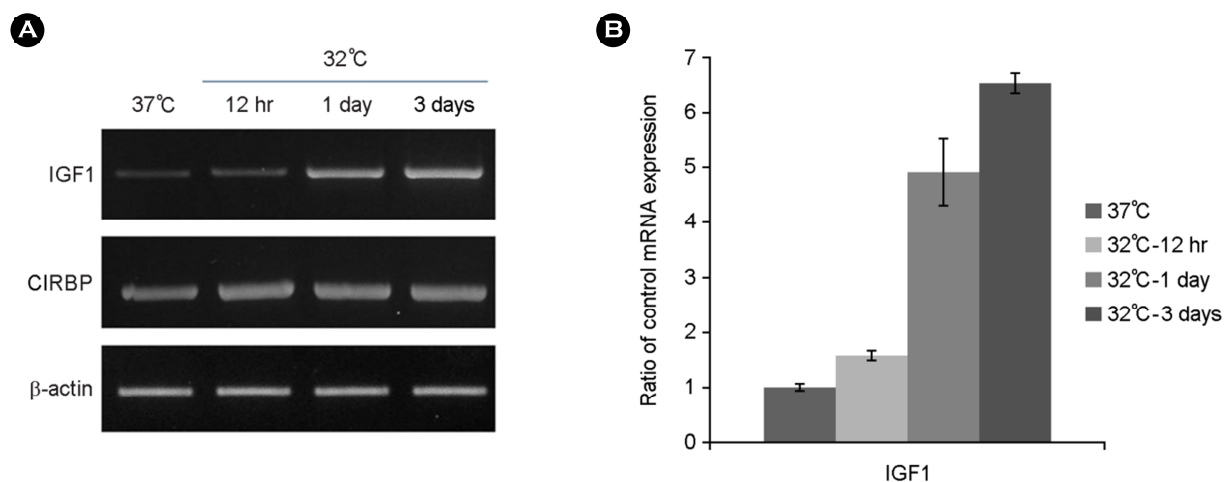 A
32℃
37℃ 12 hr 1 day 3 days
IGF1
CIRBP
β-actin
B
Ratio of control mRNA expression
7
6
5
4
3
2
1
0
IGF1
37℃
32℃-12 hr
32℃-1 day
32℃-3 days